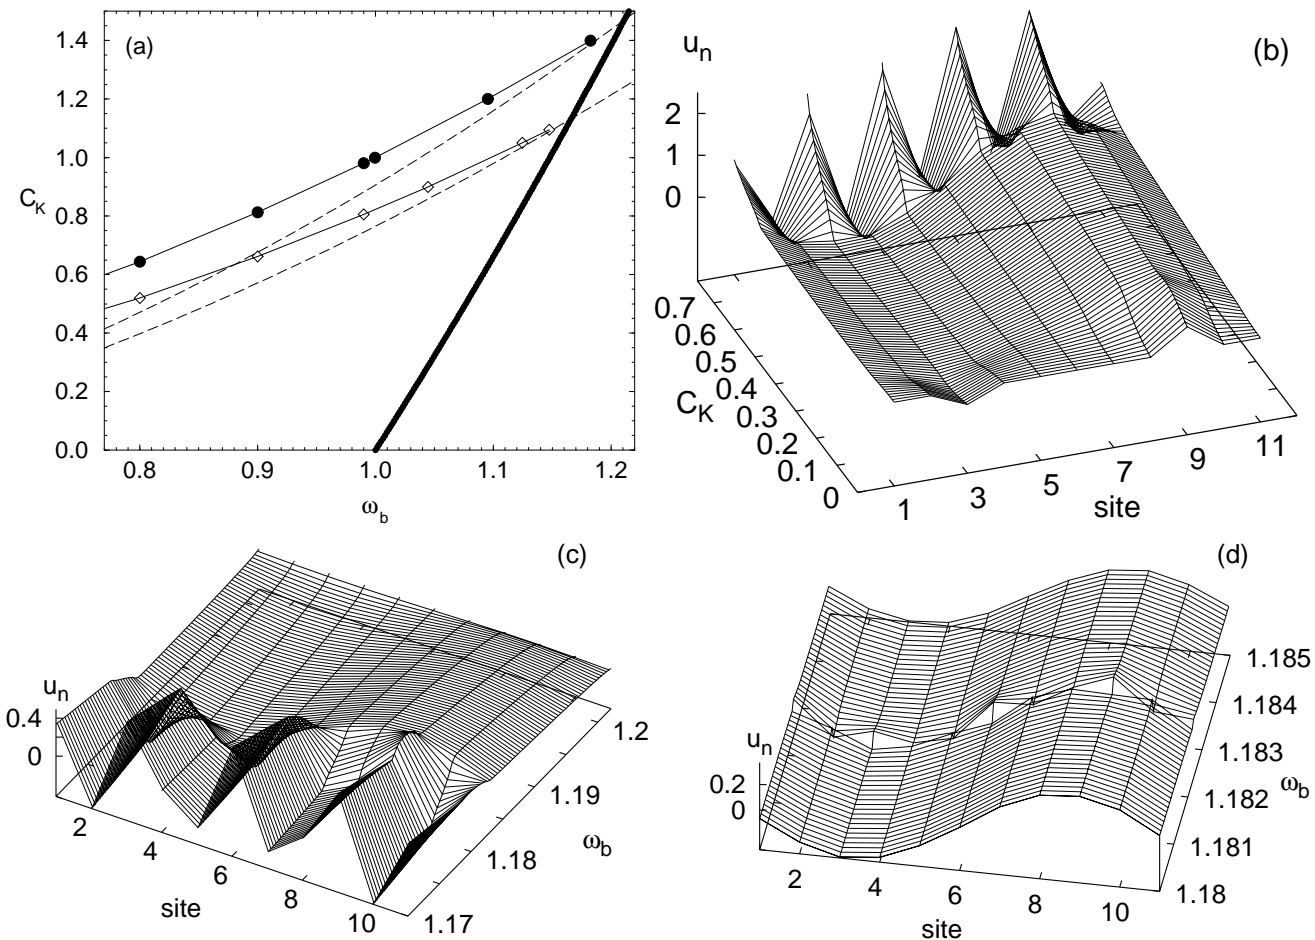 (a)
1.4
1.2
1.0
C_K
0.8
0.6
0.4
0.2
0.0
0.8 0.9 1.0 1.1 1.2
ω_b
(b)
u_n
2
1
0
0.7
0.6
0.5
0.4
0.3
0.2
0.1
0
C_K
1 3 5 7 9 11
site
(c)
u_n
0.4
0
2 4 6 8 10
site
1.2
1.19
1.18
1.17
ω_b
(d)
u_n
0.2
0
2 4 6 8 10
site
1.185
1.184
1.183
1.182
1.181
1.18
ω_b